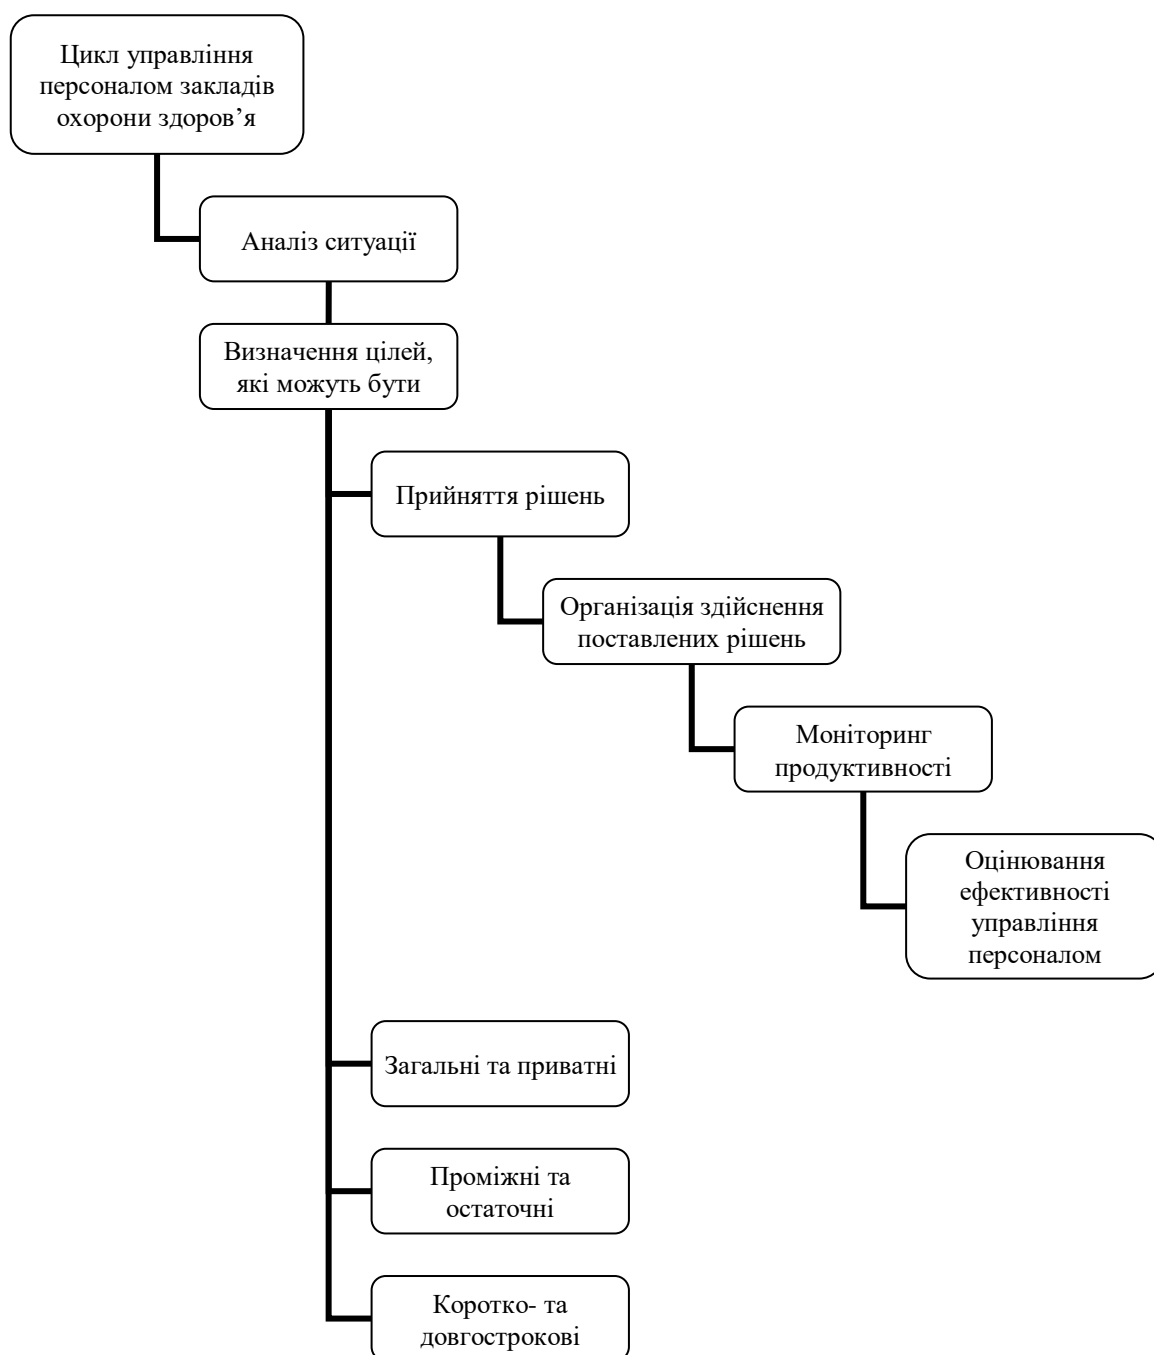 Цикл управління
персоналом закладів
охорони здоров’я
Аналіз ситуації
Визначення цілей,
які можуть бути
Прийняття рішень
Організація здійснення
поставлених рішень
Моніторинг
продуктивності
Оцінювання
ефективності
управління
персоналом
Загальні та приватні
Проміжні та
остаточні
Коротко- та
довгострокові